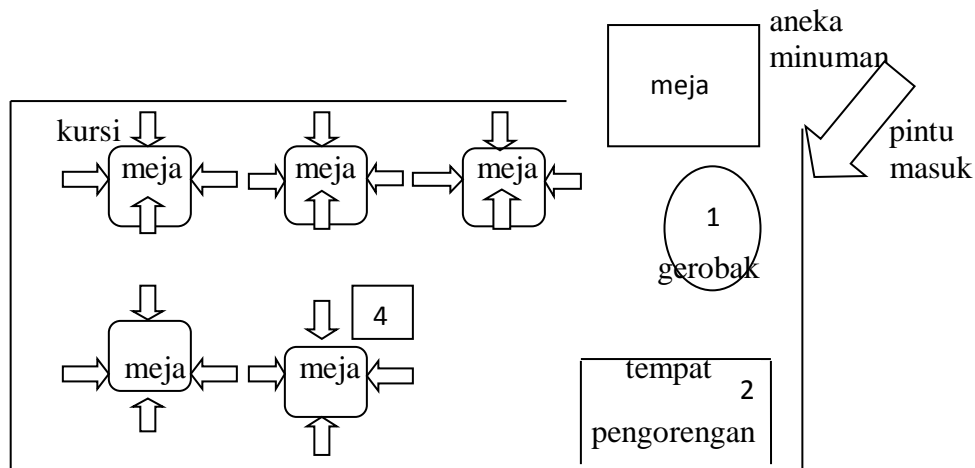 aneka
minuman
meja
kursi
pintu
masuk
meja
meja
meja
1
gerobak
4
meja
meja
tempat
2
pengorengan